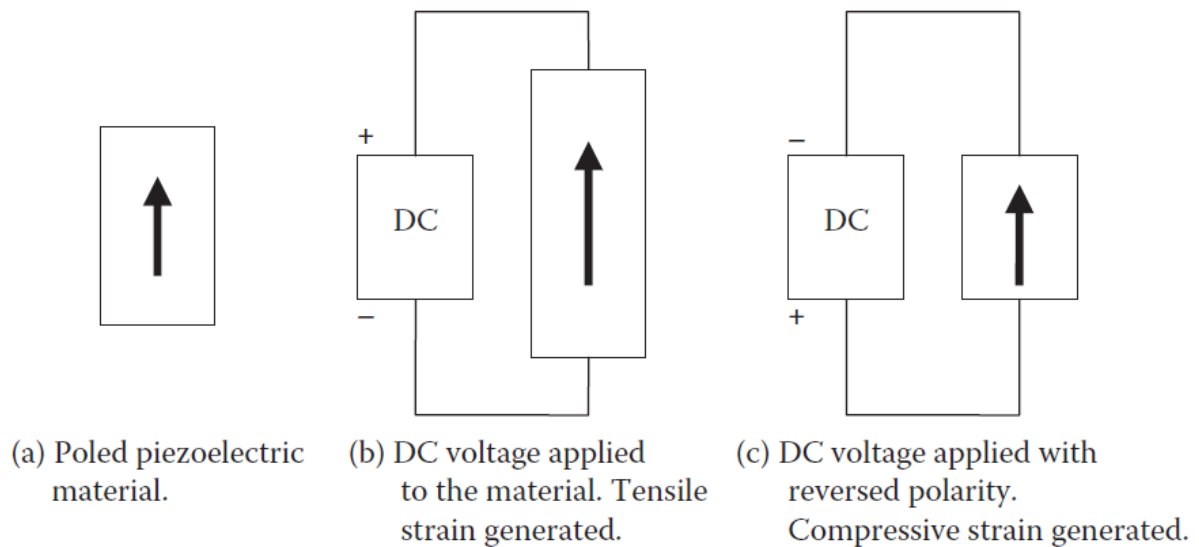 +
DC
−
−
DC
+
(a) Poled piezoelectric
material.
(b) DC voltage applied
to the material. Tensile
strain generated.
(c) DC voltage applied with
reversed polarity.
Compressive strain generated.